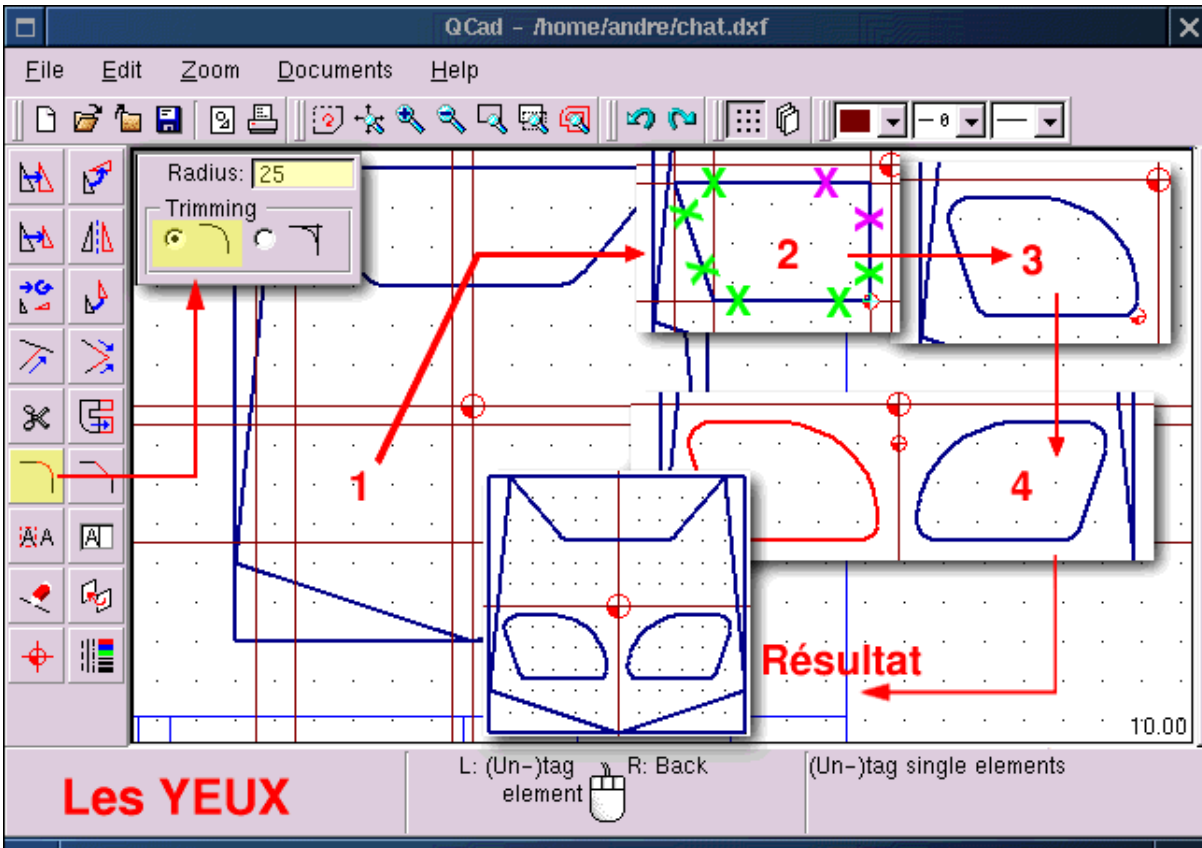 QCad - /home/andre/chat.dxf
File Edit Zoom Documents Help
0
Radius: 25
Trimming
2
3
1
4
A A
A
Résultat
10.00
Les YEUX
L: (Un-)tag element
R: Back
(Un-)tag single elements